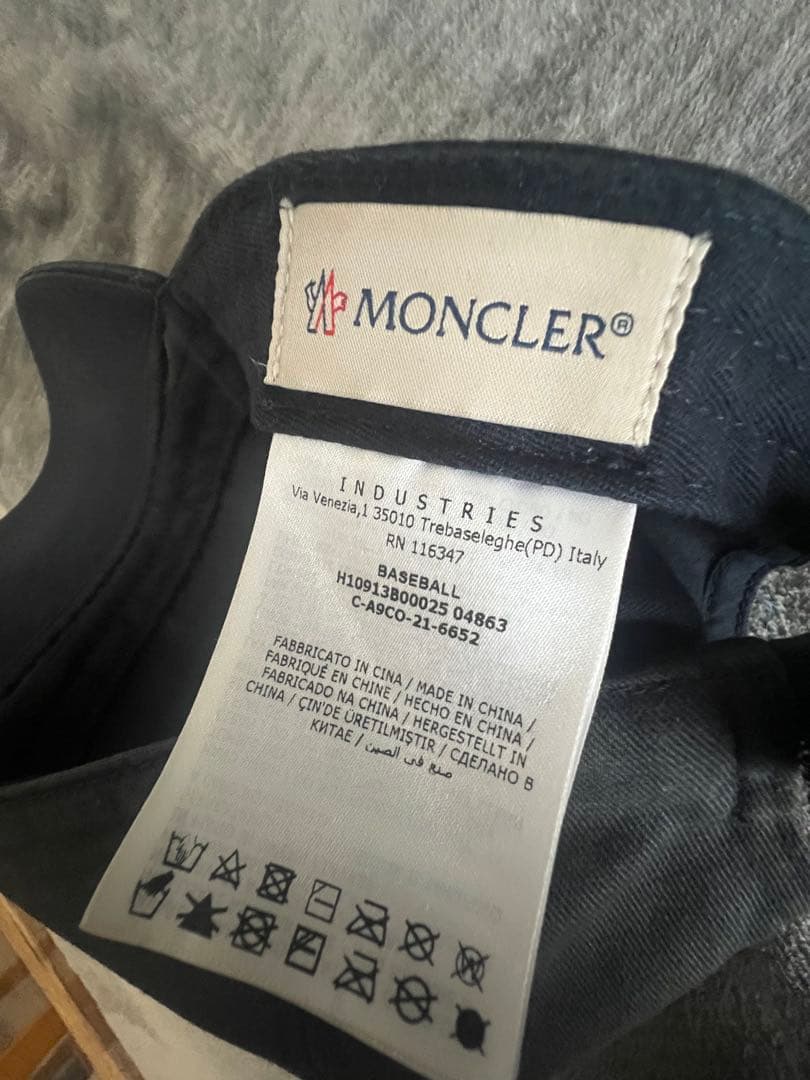 MONCLER®
INDUSTRIES
Via Venezia,1 35010 Trebaseleghe(PD) Italy
RN 116347
BASEBALL
H10913B00025 04863
C-A9CO-21-6652
FABBRICATO IN CINA / MADE IN CHINA /
FABRIQUÉ EN CHINE / HECHO EN CHINA /
FABRICADO NA CHINA / HERGESTELLT IN
CHINA / ÇIN'DE ÜRETILMIŞTIR / СДЕЛАНО В
КИТАЕ / صنع في الصين